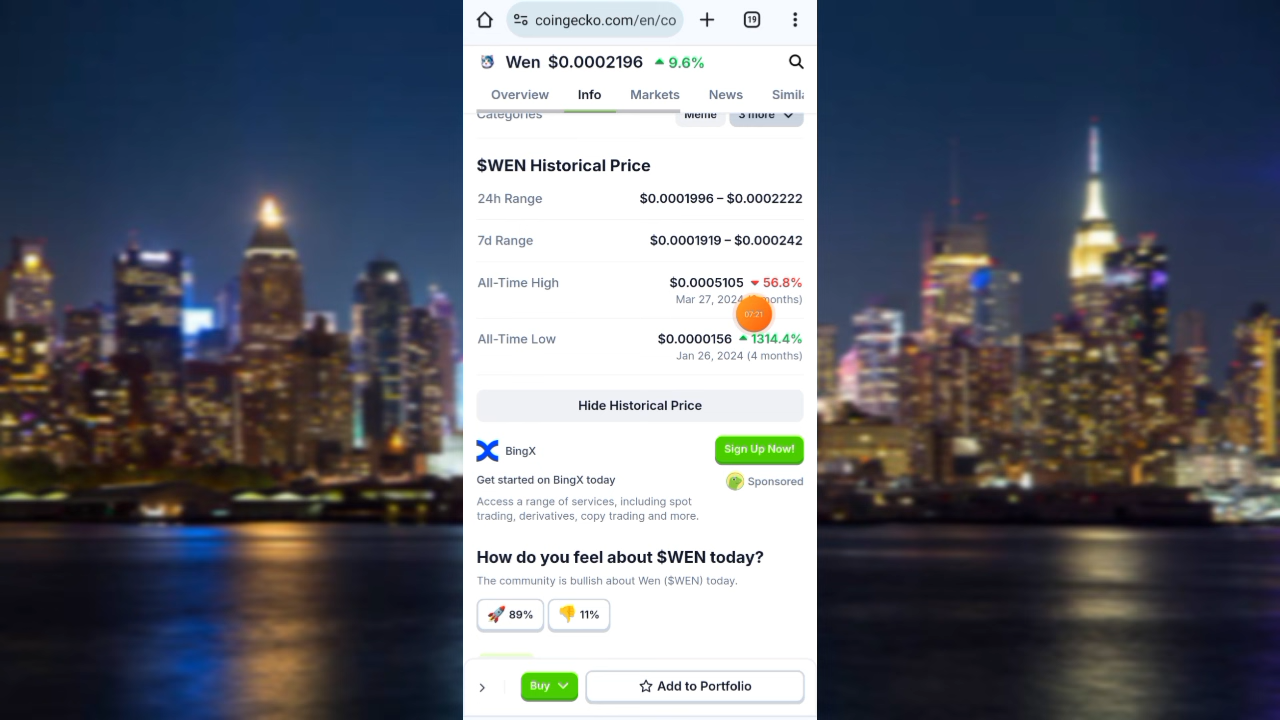 coingecko.com/en/co
19
Wen $0.0002196 9.6%
Overview Info Markets News Simila
Categories Meme 3 more
$WEN Historical Price
24h Range $0.0001996 – $0.0002222
7d Range $0.0001919 – $0.000242
All-Time High $0.0005105 56.8%
Mar 27, 2024 months)
07:21
All-Time Low $0.0000156 1314.4%
Jan 26, 2024 (4 months)
Hide Historical Price
BingX Sign Up Now!
Get started on BingX today Sponsored
Access a range of services, including spot
trading, derivatives, copy trading and more.
How do you feel about $WEN today?
The community is bullish about Wen ($WEN) today.
89% 11%
Buy Add to Portfolio